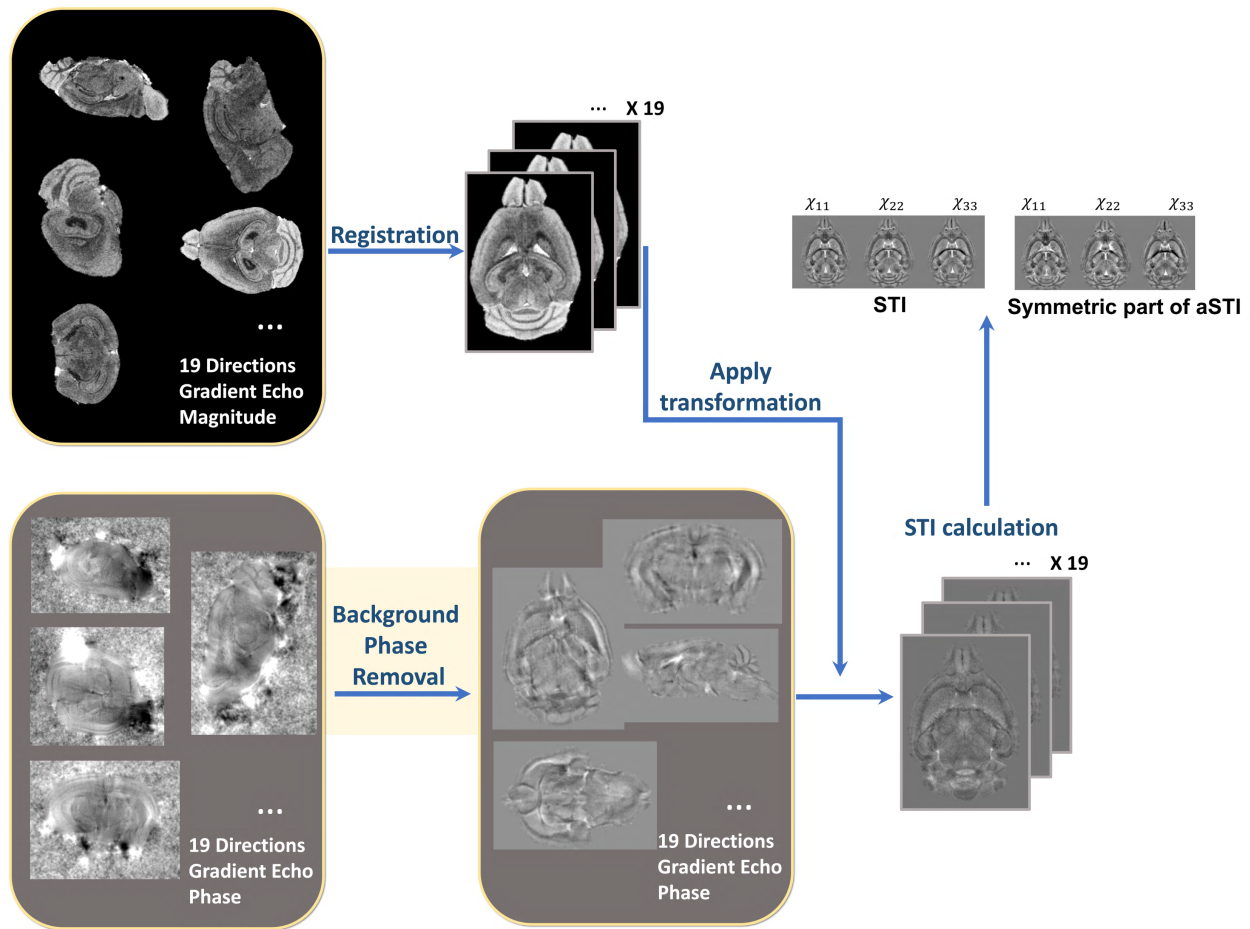 ...
19 Directions
Gradient Echo
Magnitude
Registration
... X 19
Apply
transformation
χ₁₁ χ₂₂ χ₃₃
STI
χ₁₁ χ₂₂ χ₃₃
Symmetric part of aSTI
STI calculation
... X 19
...
19 Directions
Gradient Echo
Phase
Background
Phase
Removal
...
19 Directions
Gradient Echo
Phase